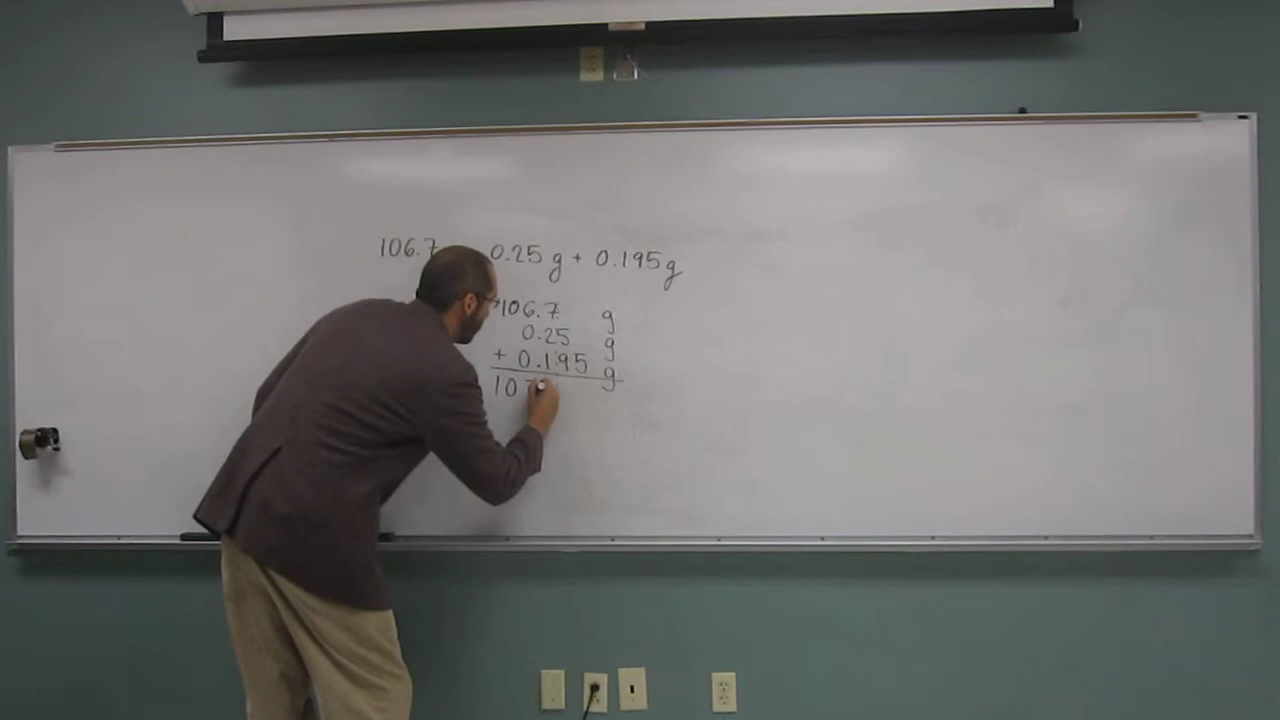 106.7 0.25 g + 0.195 g
106.7 g
0.25 g
+ 0.195 g
10